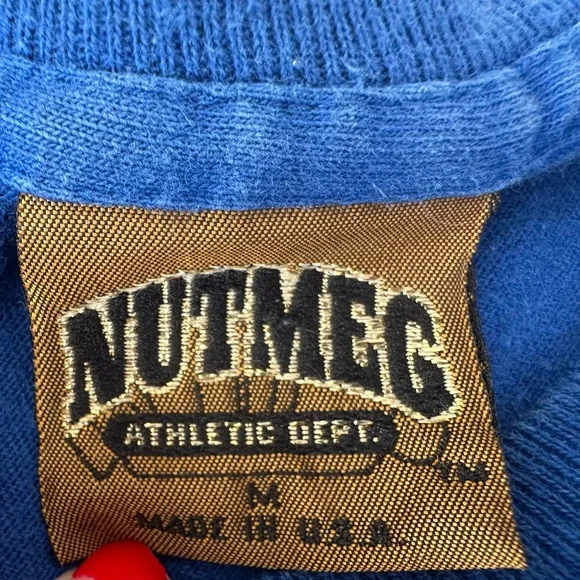 NUTMEG
ATHLETIC DEPT.
TM
M
MADE IN U.S.A.